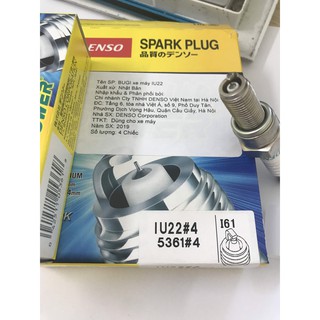 DENSO
SPARK PLUG
品質のデンソー
Tên SP: BUGI xe máy IU22
Xuất xứ: Nhật Bản
Nhập khẩu & Phân phối bởi:
Chi nhánh Cty TNHH DENSO Việt Nam tại Hà Nội
ĐC: Tầng 6, tòa nhà Việt Á, số 9, Phố Duy Tân,
Phường Dịch Vọng Hậu, Quận Cầu Giấy, Hà Nội
Nhà SX: DENSO Corporation
TTKT: Dùng cho xe máy
Năm SX: 2019
Số lượng: 4 Chiếc
POWER
IU22#4
5361#4
I61